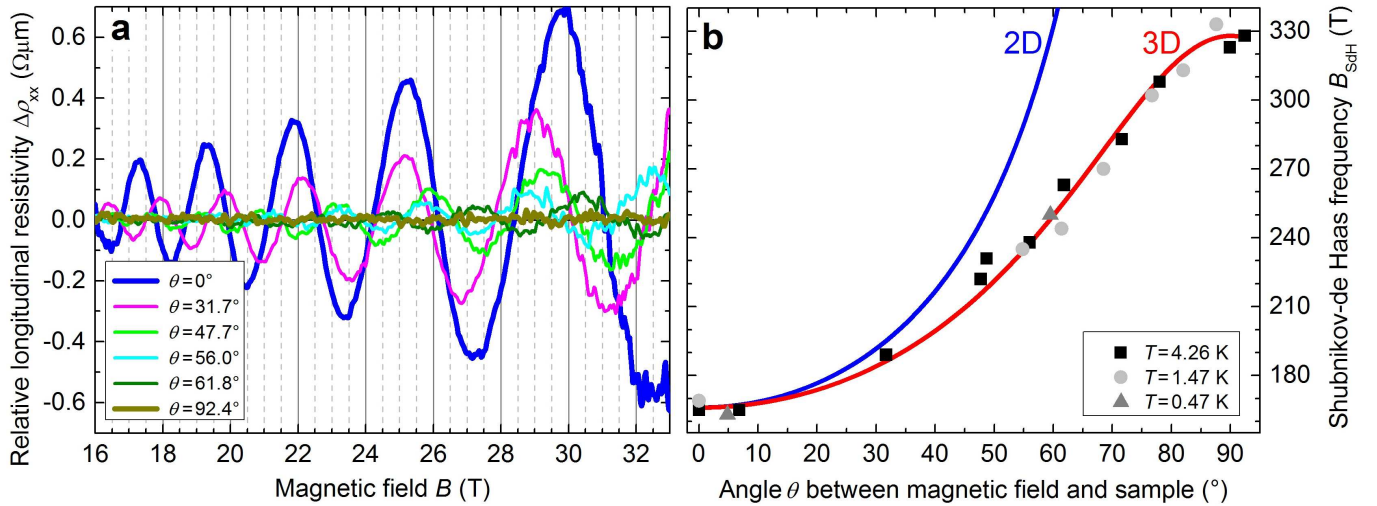 a
Relative longitudinal resistivity Δρxx (Ωμm)
0.6
0.4
0.2
0.0
-0.2
-0.4
-0.6
θ=0°
θ=31.7°
θ=47.7°
θ=56.0°
θ=61.8°
θ=92.4°
16 18 20 22 24 26 28 30 32
Magnetic field B (T)
b
2D
3D
T=4.26 K
T=1.47 K
T=0.47 K
0 10 20 30 40 50 60 70 80 90
Angle θ between magnetic field and sample (°)
330
300
270
240
210
180
Shubnikov-de Haas frequency BSdH (T)